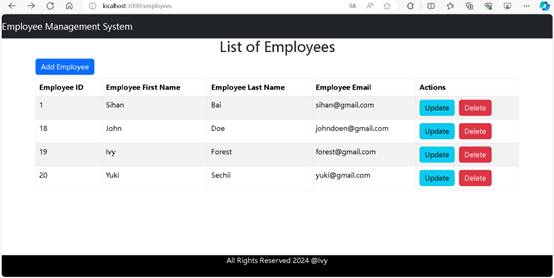 localhost:3000/employees
Employee Management System
List of Employees
Add Employee
Employee ID Employee First Name Employee Last Name Employee Email Actions
1 Sihan Bai sihan@gmail.com Update Delete
18 John Doe johndoen@gmail.com Update Delete
19 Ivy Forest forest@gmail.com Update Delete
20 Yuki Sechii yuki@gmail.com Update Delete
All Rights Reserved 2024 @Ivy